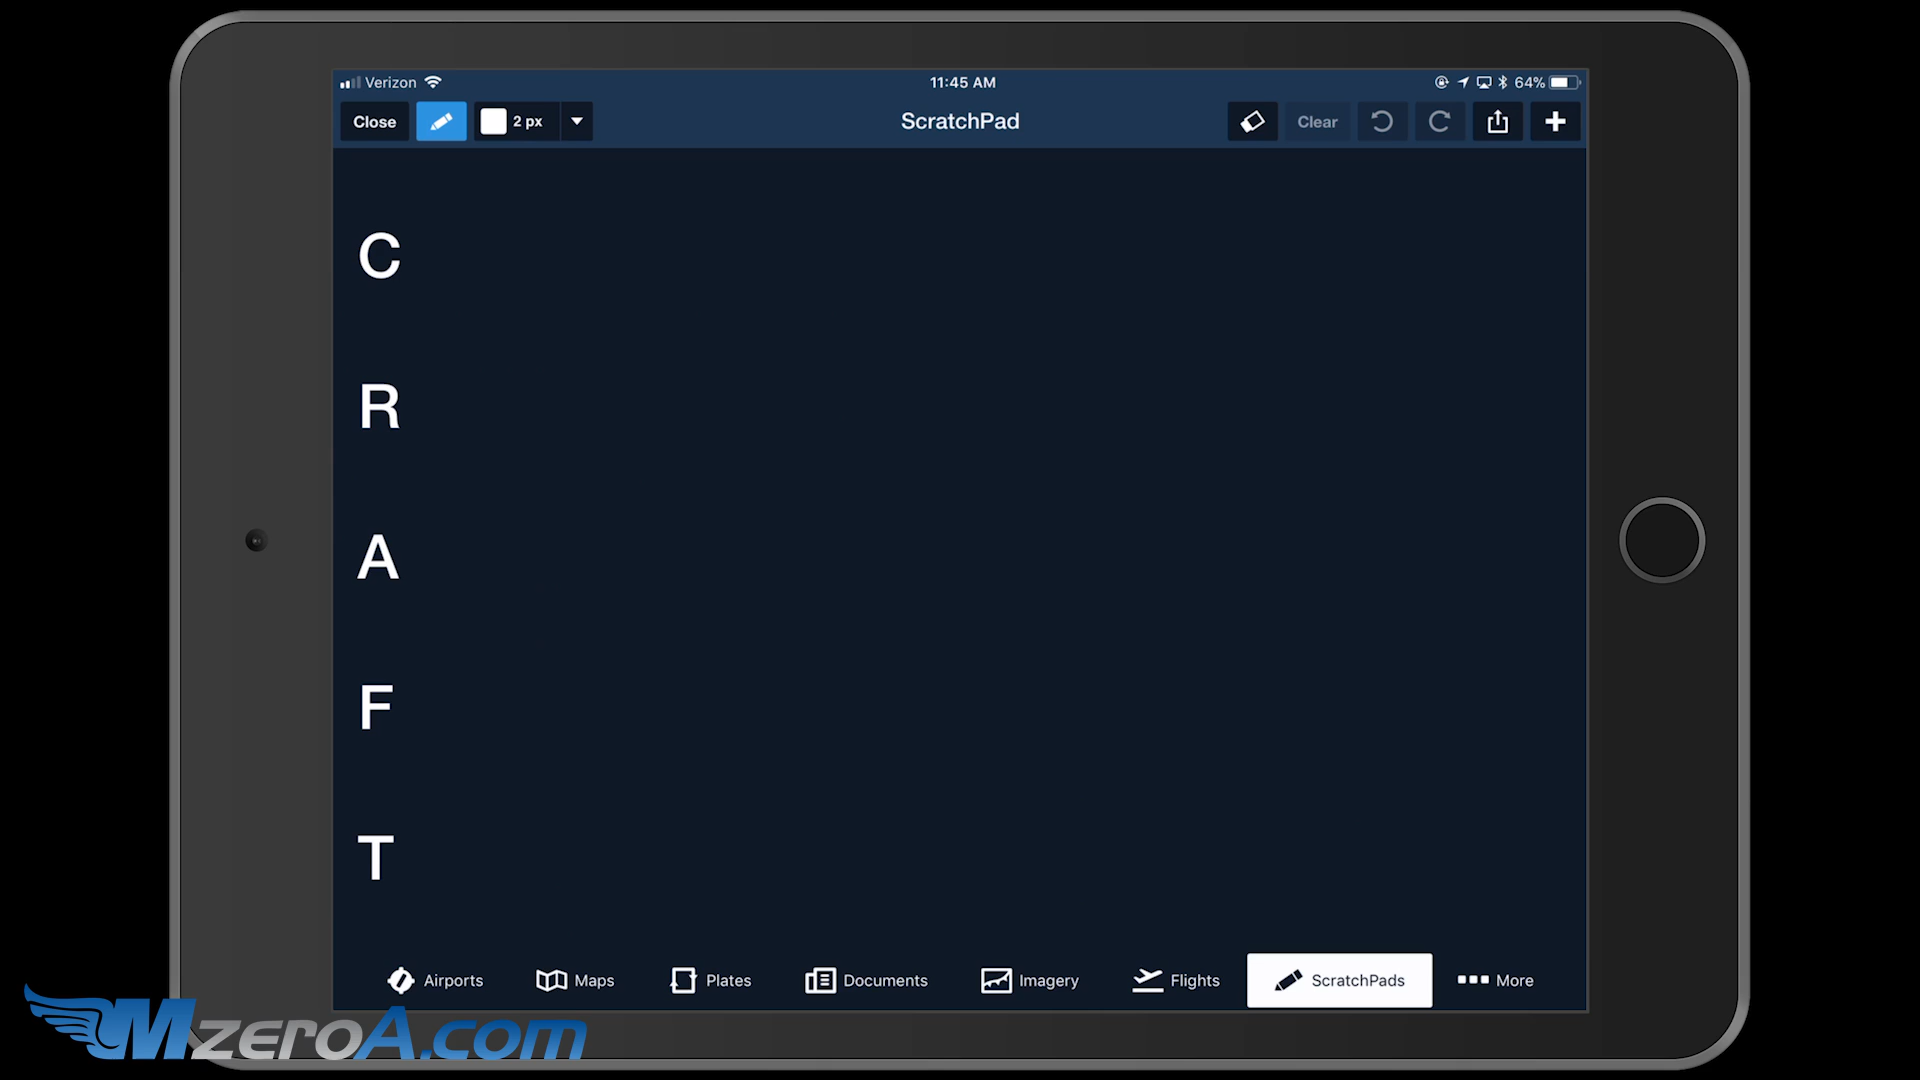 Verizon 11:45 AM 64%
Close 2 px ScratchPad Clear
C
R
A
F
T
Airports Maps Plates Documents Imagery Flights ScratchPads More
MzeroA.com